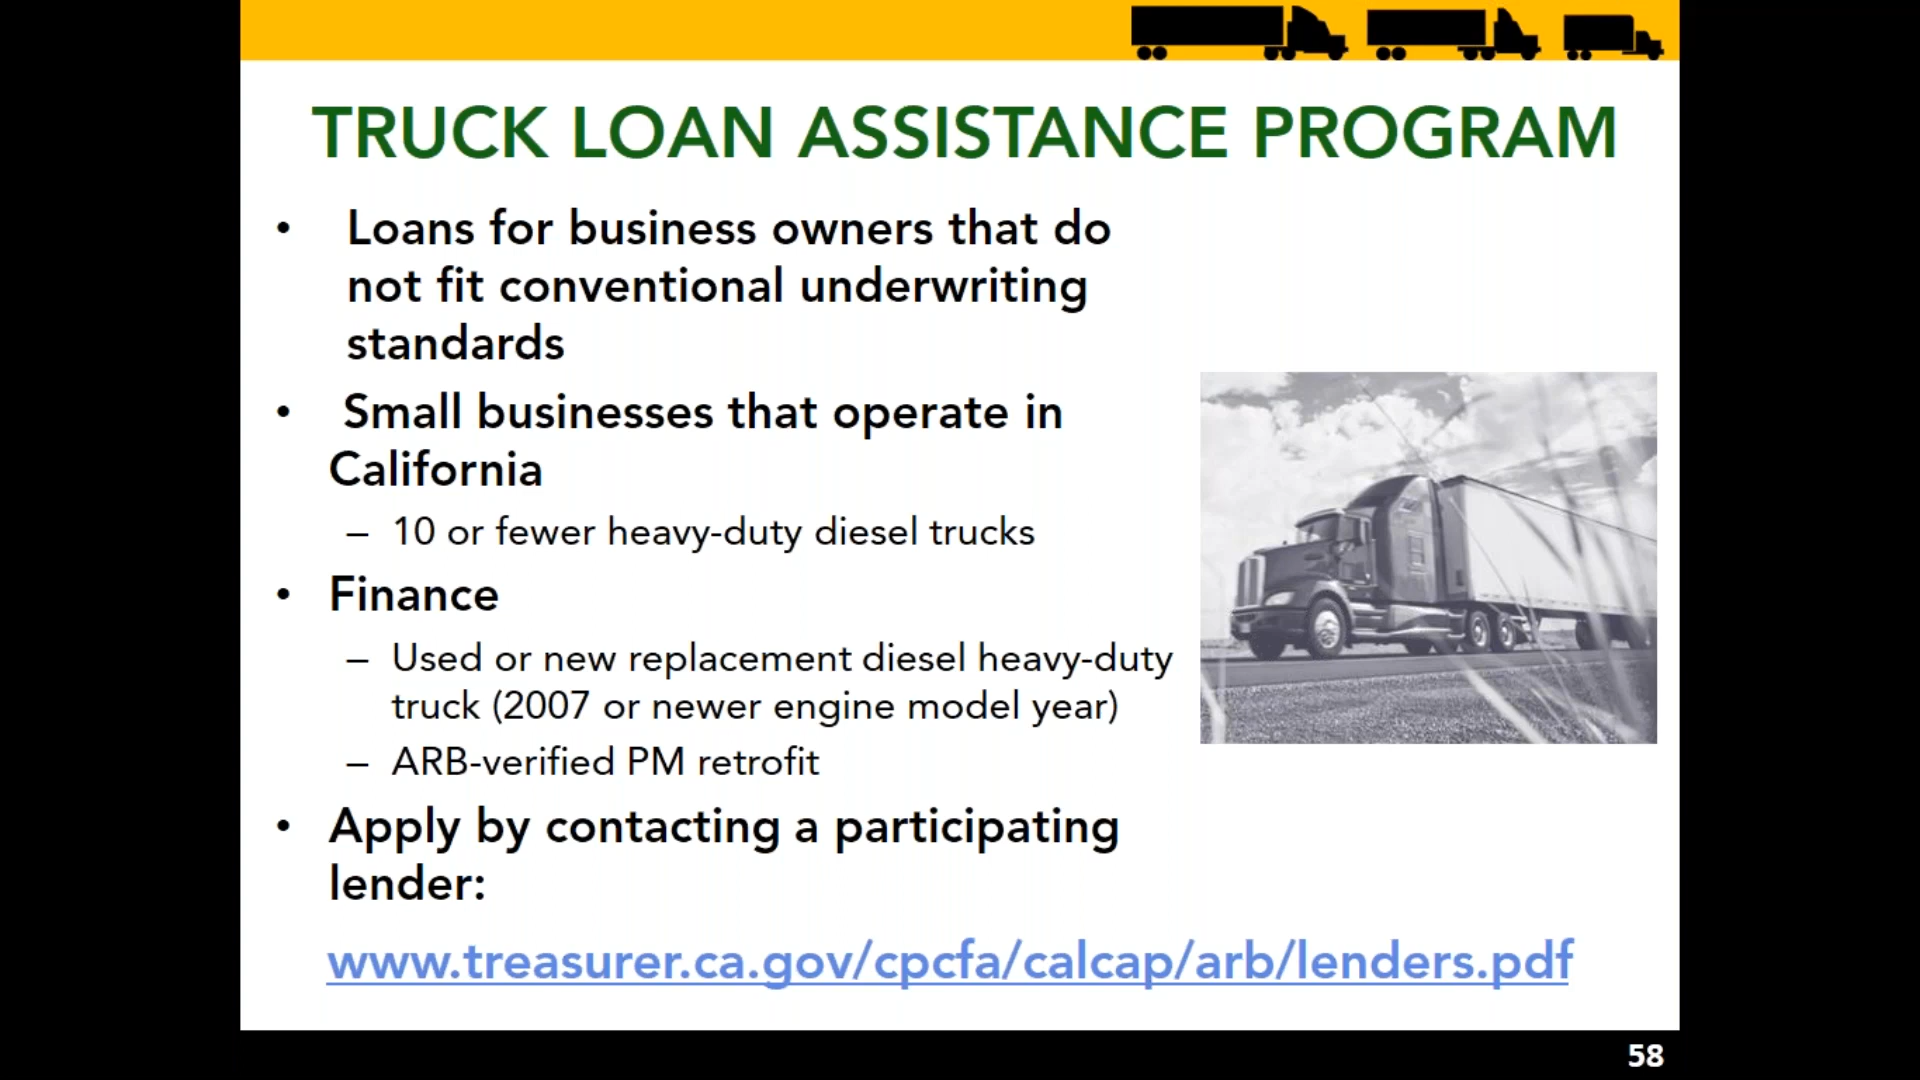 TRUCK LOAN ASSISTANCE PROGRAM
• Loans for business owners that do
not fit conventional underwriting
standards
• Small businesses that operate in
California
– 10 or fewer heavy-duty diesel trucks
• Finance
– Used or new replacement diesel heavy-duty
truck (2007 or newer engine model year)
– ARB-verified PM retrofit
• Apply by contacting a participating
lender:
www.treasurer.ca.gov/cpcfa/calcap/arb/lenders.pdf
58